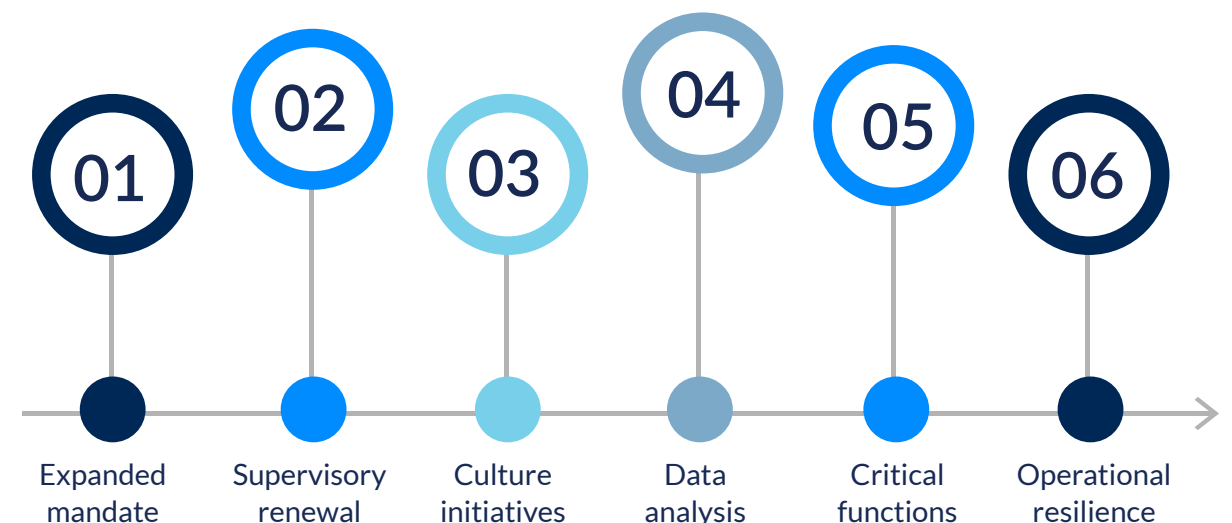 01
02
03
04
05
06
Expanded
mandate
Supervisory
renewal
Culture
initiatives
Data
analysis
Critical
functions
Operational
resilience